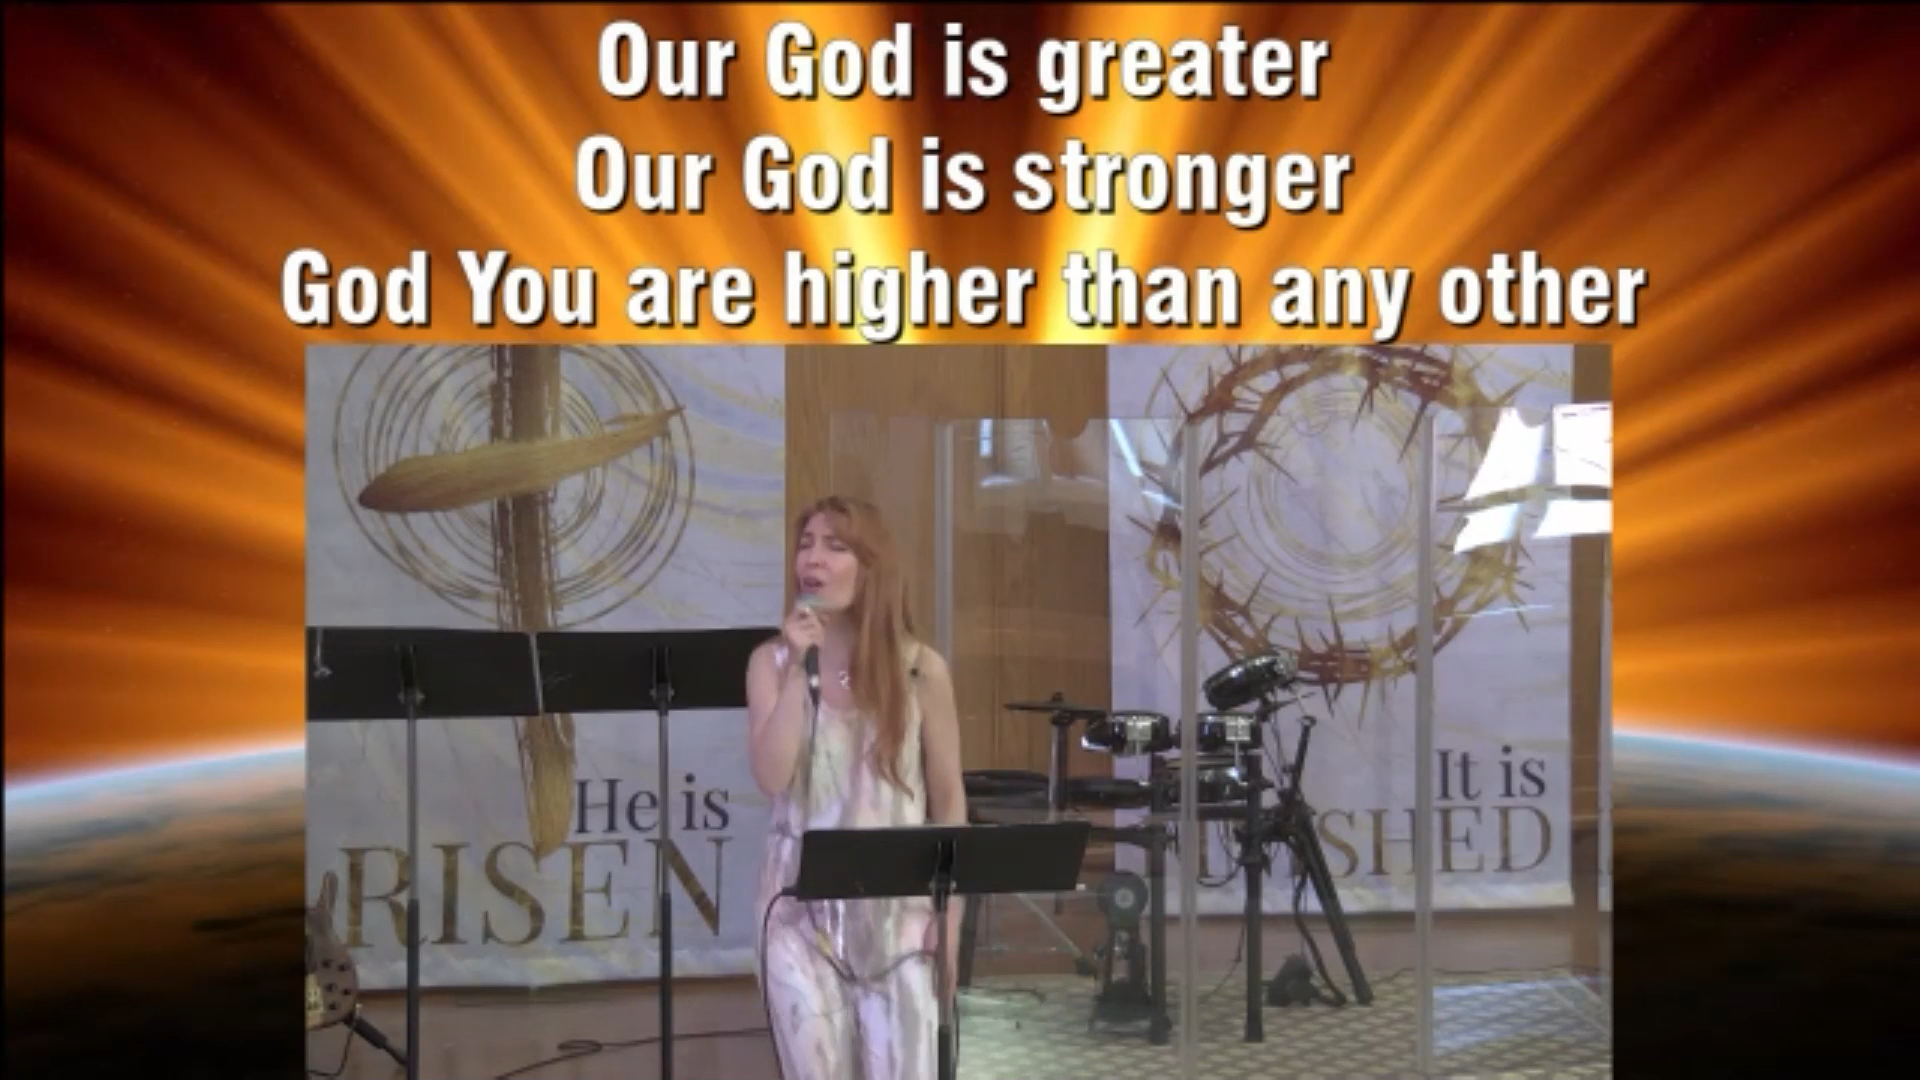 Our God is greater
Our God is stronger
God You are higher than any other
He is
RISEN
It is
FINISHED